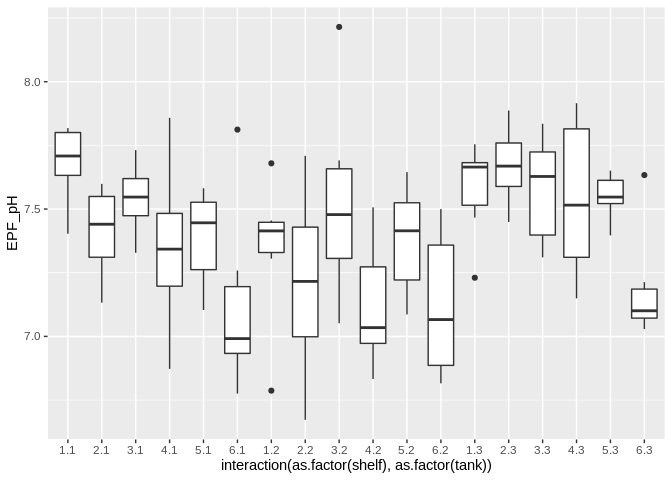 8.0
7.5
7.0
EPF_pH
1.1 2.1 3.1 4.1 5.1 6.1 1.2 2.2 3.2 4.2 5.2 6.2 1.3 2.3 3.3 4.3 5.3 6.3
interaction(as.factor(shelf), as.factor(tank))